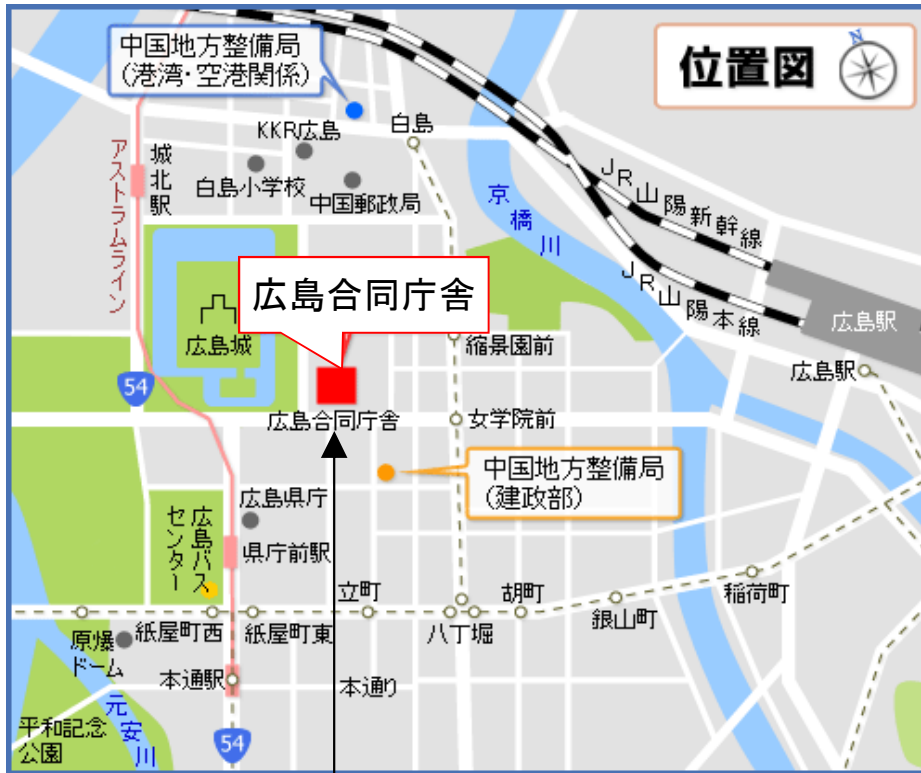 中国地方整備局
(港湾・空港関係)
位置図
N
KKR広島
白島
城北駅
白島小学校
中国郵政局
アストラムライン
京橋川
JR山陽新幹線
JR山陽本線
広島合同庁舎
広島駅
広島城
縮景園前
広島駅
54
広島合同庁舎
女学院前
中国地方整備局
(建政部)
広島県庁
広島バス
センター
県庁前駅
立町
胡町
稲荷町
銀山町
原爆
ドーム
紙屋町西
紙屋町東
八丁堀
本通駅
本通り
元安川
平和記念
公園
54